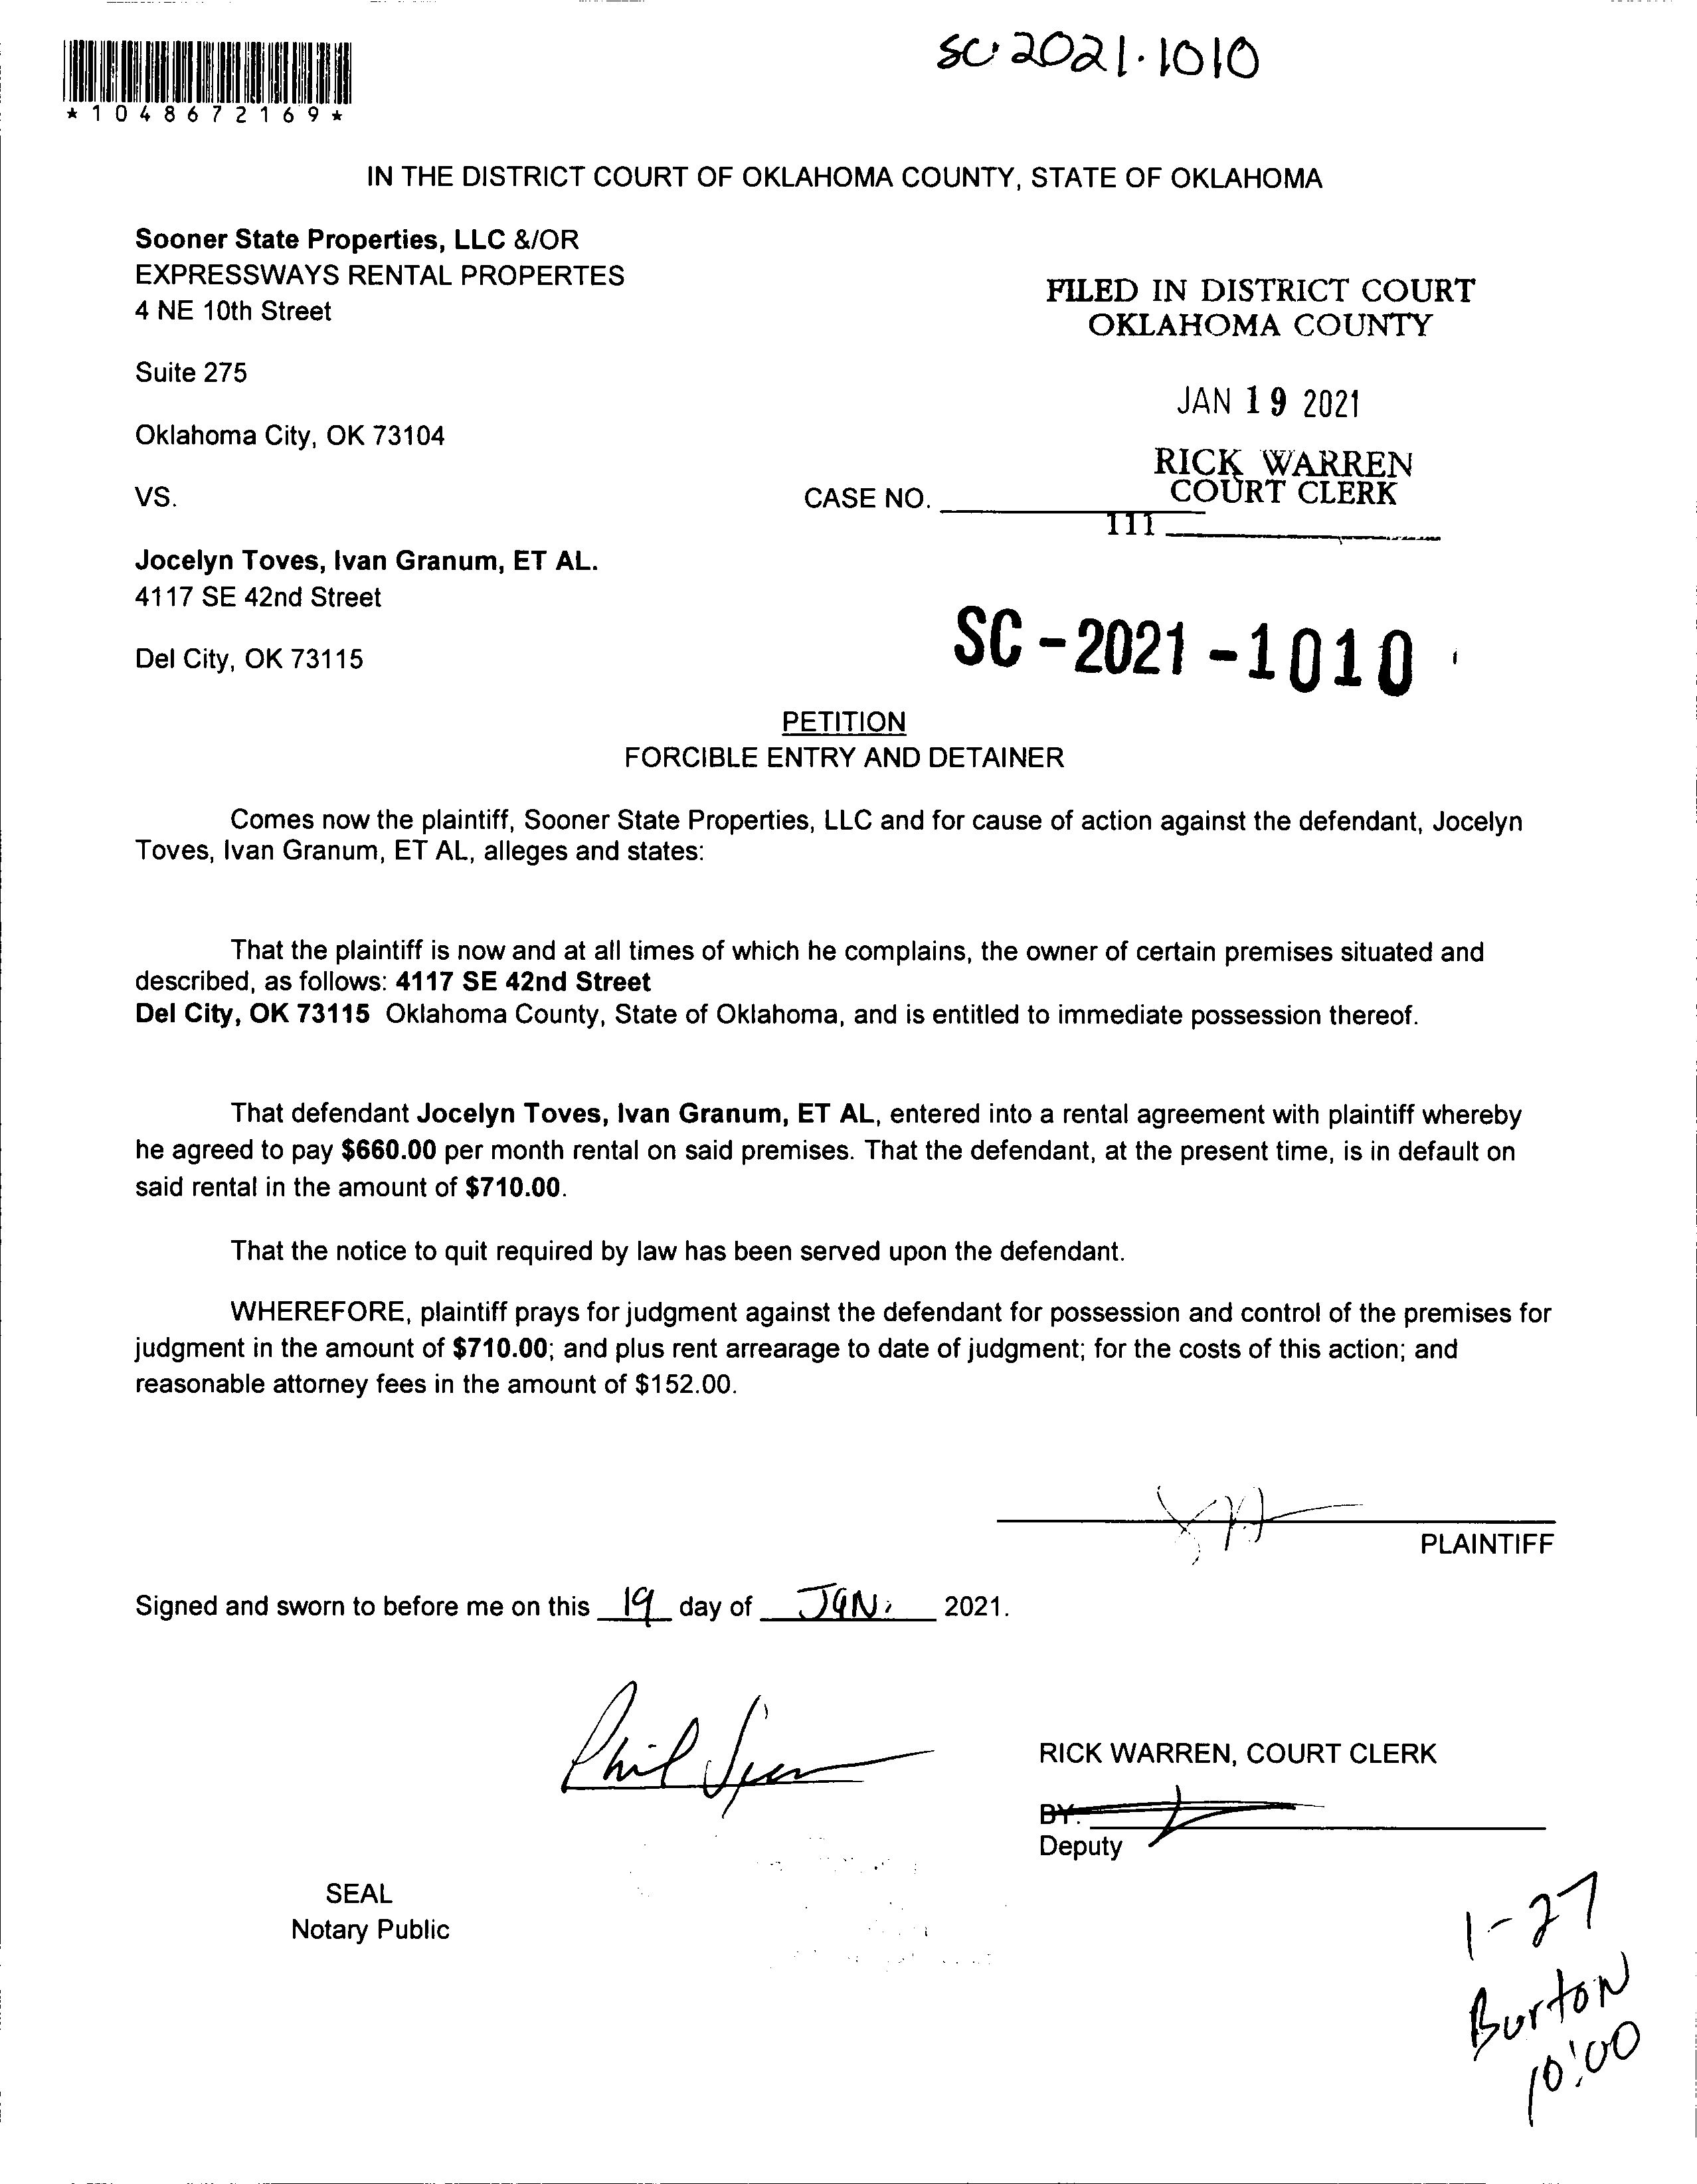 SC 2021.1010
*1048672169*
IN THE DISTRICT COURT OF OKLAHOMA COUNTY, STATE OF OKLAHOMA
Sooner State Properties, LLC &/OR
EXPRESSWAYS RENTAL PROPERTES
4 NE 10th Street
FILED IN DISTRICT COURT
OKLAHOMA COUNTY
Suite 275
JAN 19 2021
Oklahoma City, OK 73104
RICK WARREN
COURT CLERK
VS.
CASE NO.
111
Jocelyn Toves, Ivan Granum, ET AL.
4117 SE 42nd Street
SC-2021-1010
Del City, OK 73115
PETITION
FORCIBLE ENTRY AND DETAINER
Comes now the plaintiff, Sooner State Properties, LLC and for cause of action against the defendant, Jocelyn
Toves, Ivan Granum, ET AL, alleges and states:
That the plaintiff is now and at all times of which he complains, the owner of certain premises situated and
described, as follows: 4117 SE 42nd Street
Del City, OK 73115 Oklahoma County, State of Oklahoma, and is entitled to immediate possession thereof.
That defendant Jocelyn Toves, Ivan Granum, ET AL, entered into a rental agreement with plaintiff whereby
he agreed to pay $660.00 per month rental on said premises. That the defendant, at the present time, is in default on
said rental in the amount of $710.00.
That the notice to quit required by law has been served upon the defendant.
WHEREFORE, plaintiff prays for judgment against the defendant for possession and control of the premises for
judgment in the amount of $710.00; and plus rent arrearage to date of judgment; for the costs of this action; and
reasonable attorney fees in the amount of $152.00.
PLAINTIFF
Signed and sworn to before me on this 19 day of JAN. 2021.
Phil
RICK WARREN, COURT CLERK
BY:
Deputy
SEAL
Notary Public
1-27
Burton
10:00